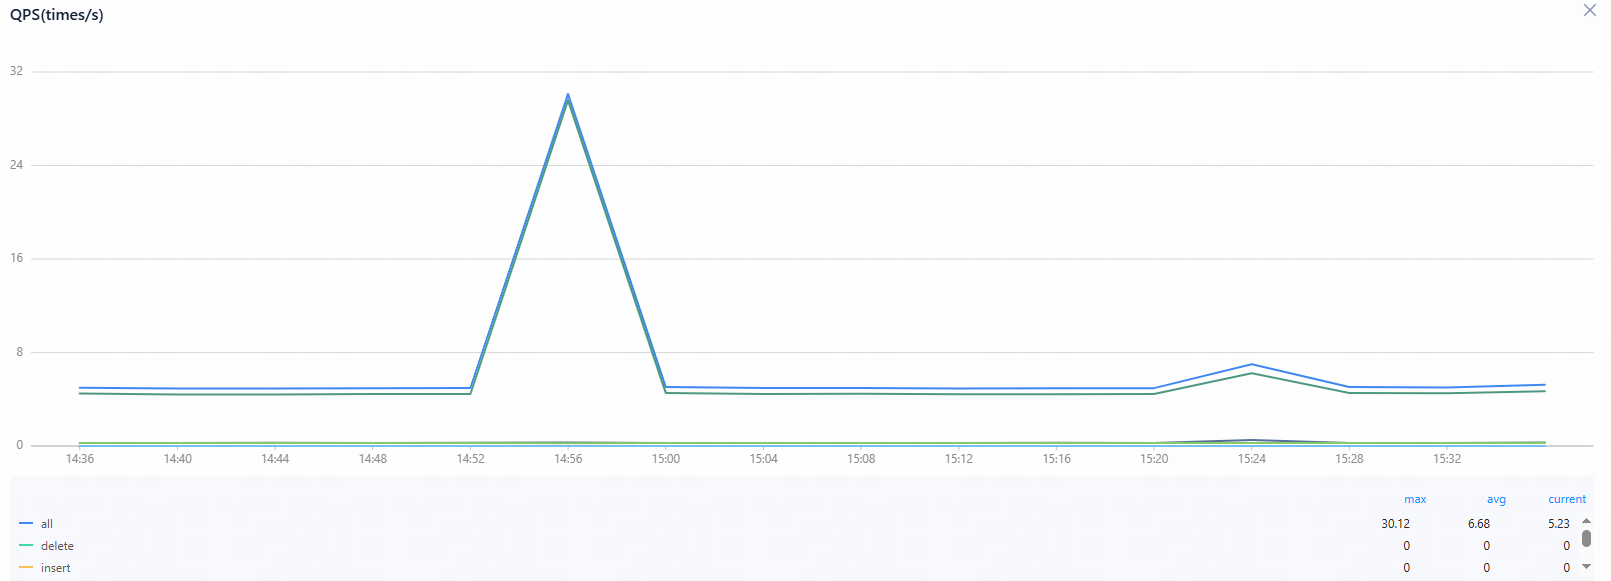 QPS(times/s)
32
24
16
8
0
14:36 14:40 14:44 14:48 14:52 14:56 15:00 15:04 15:08 15:12 15:16 15:20 15:24 15:28 15:32
max avg current
all 30.12 6.68 5.23
delete 0 0 0
insert 0 0 0